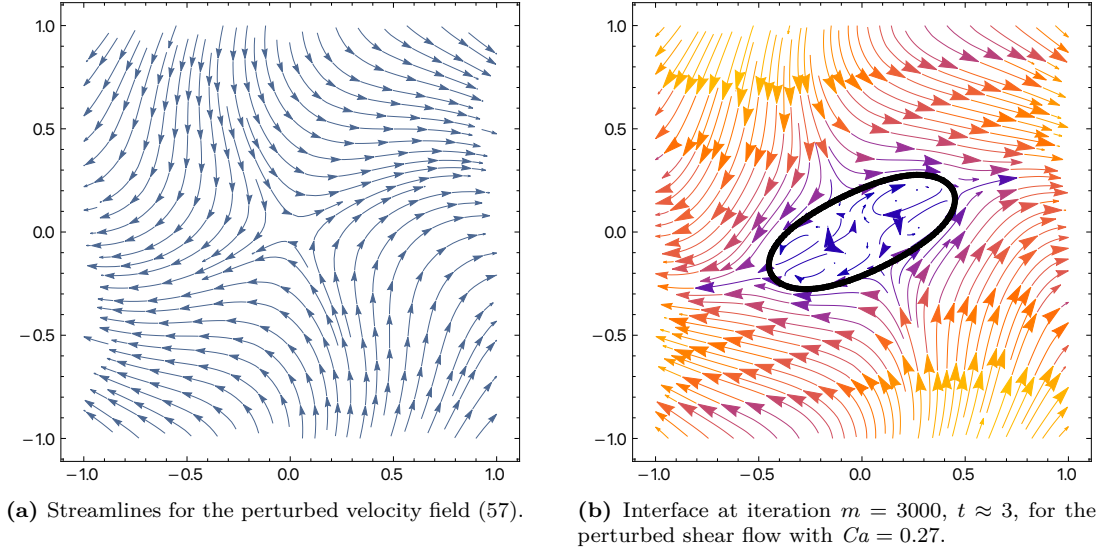 1.0
0.5
0.0
−0.5
−1.0
−1.0 −0.5 0.0 0.5 1.0
1.0
0.5
0.0
−0.5
−1.0
−1.0 −0.5 0.0 0.5 1.0
(a) Streamlines for the perturbed velocity field (57).
(b) Interface at iteration m = 3000, t ≈ 3, for the
perturbed shear flow with Ca = 0.27.